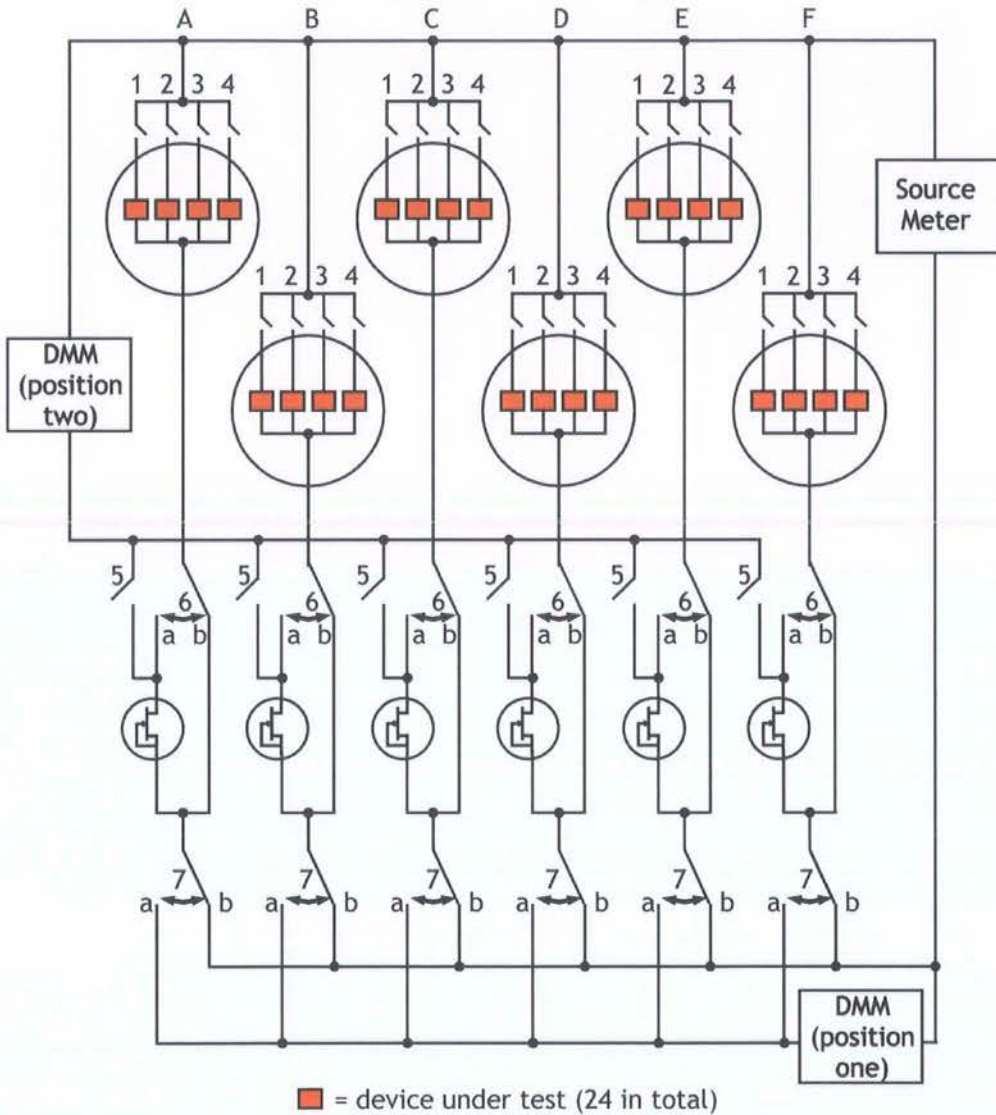 A B C D E F
1 2 3 4 1 2 3 4 1 2 3 4
Source
Meter
1 2 3 4 1 2 3 4 1 2 3 4
DMM
(position
two)
5 5 5 5 5 5
6 6 6 6 6 6
a b a b a b a b a b a b
7 7 7 7 7 7
a b a b a b a b a b a b
DMM
(position
one)
= device under test (24 in total)